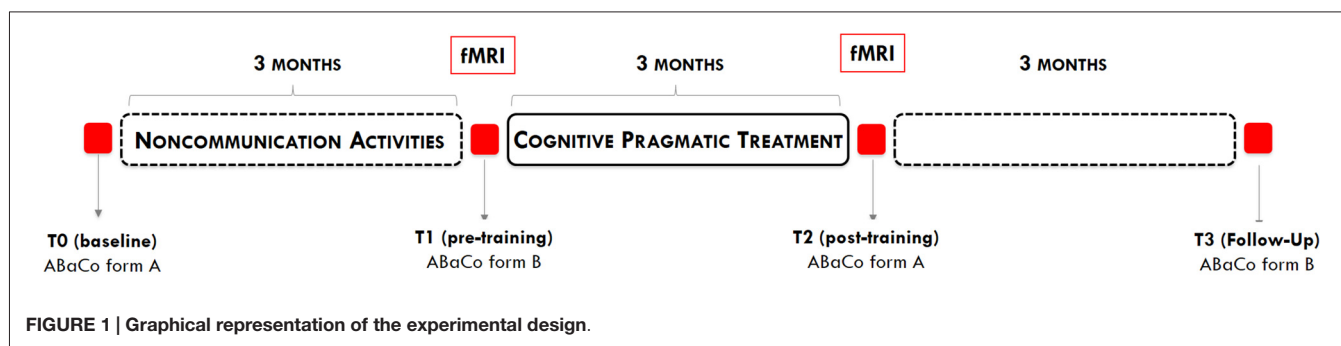 fMRI
fMRI
3 MONTHS
3 MONTHS
3 MONTHS
NONCOMMUNICATION ACTIVITIES
COGNITIVE PRAGMATIC TREATMENT
T0 (baseline)
ABaCo form A
T1 (pre-training)
ABaCo form B
T2 (post-training)
ABaCo form A
T3 (Follow-Up)
ABaCo form B
FIGURE 1 | Graphical representation of the experimental design.